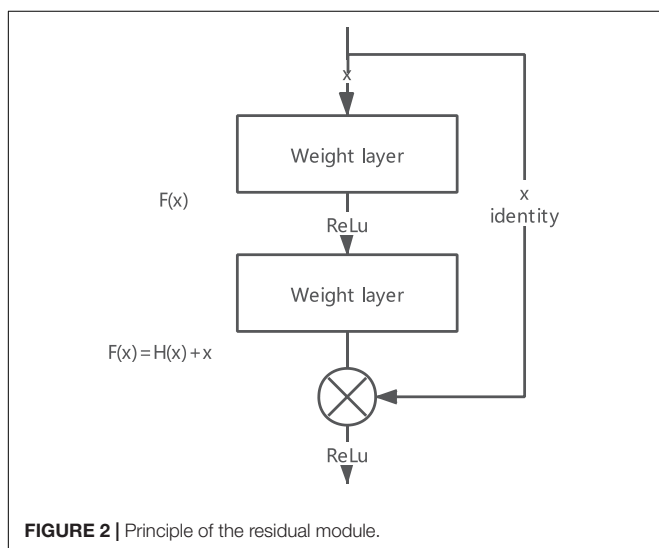 x
Weight layer
F(x)
ReLu
x
identity
Weight layer
F(x)=H(x)+x
ReLu
FIGURE 2 | Principle of the residual module.